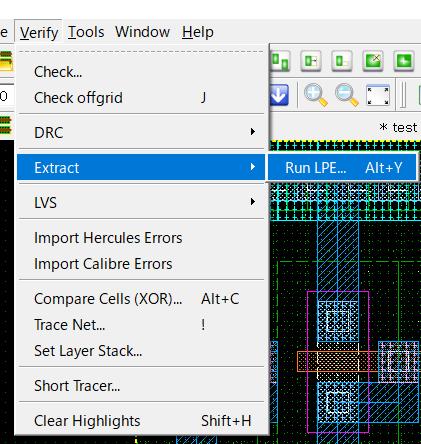 e Verify Tools Window Help
Check...
0
Check offgrid J
* test
DRC
Extract
Run LPE... Alt+Y
LVS
Import Hercules Errors
Import Calibre Errors
Compare Cells (XOR)... Alt+C
Trace Net... !
Set Layer Stack...
Short Tracer...
Clear Highlights Shift+H